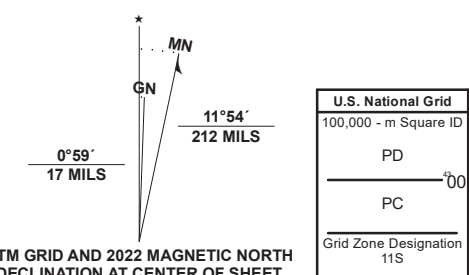 ★
MN
GN
11°54´
212 MILS
0°59´
17 MILS
TM GRID AND 2022 MAGNETIC NORTH
DECLINATION AT CENTER OF SHEET
U.S. National Grid
100,000 - m Square ID
PD
4300
PC
Grid Zone Designation
11S